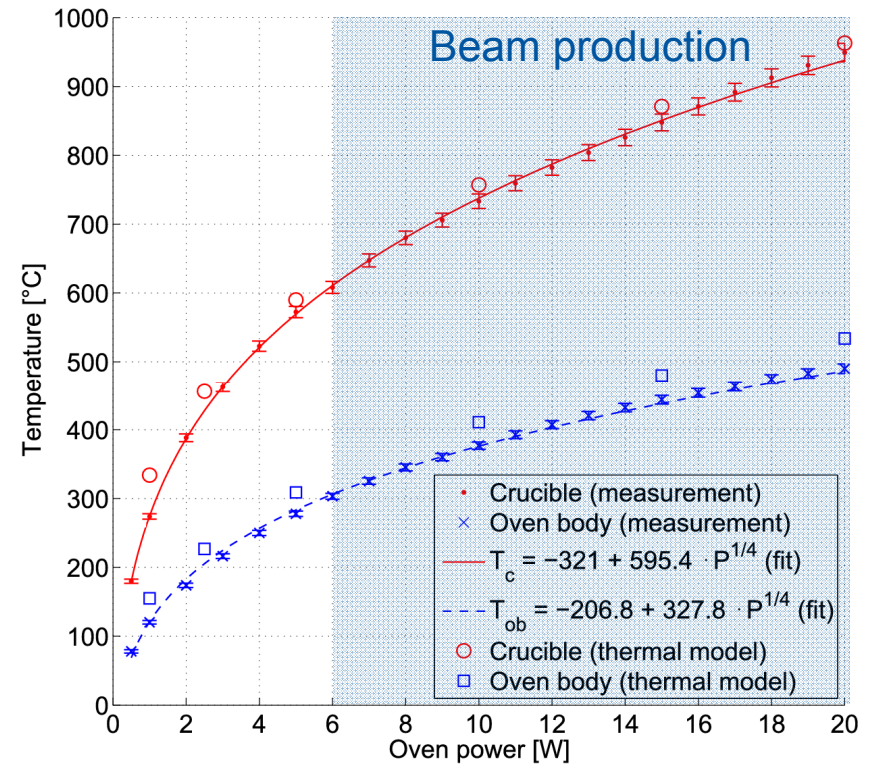 Beam production
1000
900
800
700
600
500
400
300
200
100
0
Temperature [°C]
Crucible (measurement)
Oven body (measurement)
T_c = −321 + 595.4 · P^1/4 (fit)
T_ob = −206.8 + 327.8 · P^1/4 (fit)
Crucible (thermal model)
Oven body (thermal model)
0 2 4 6 8 10 12 14 16 18 20
Oven power [W]